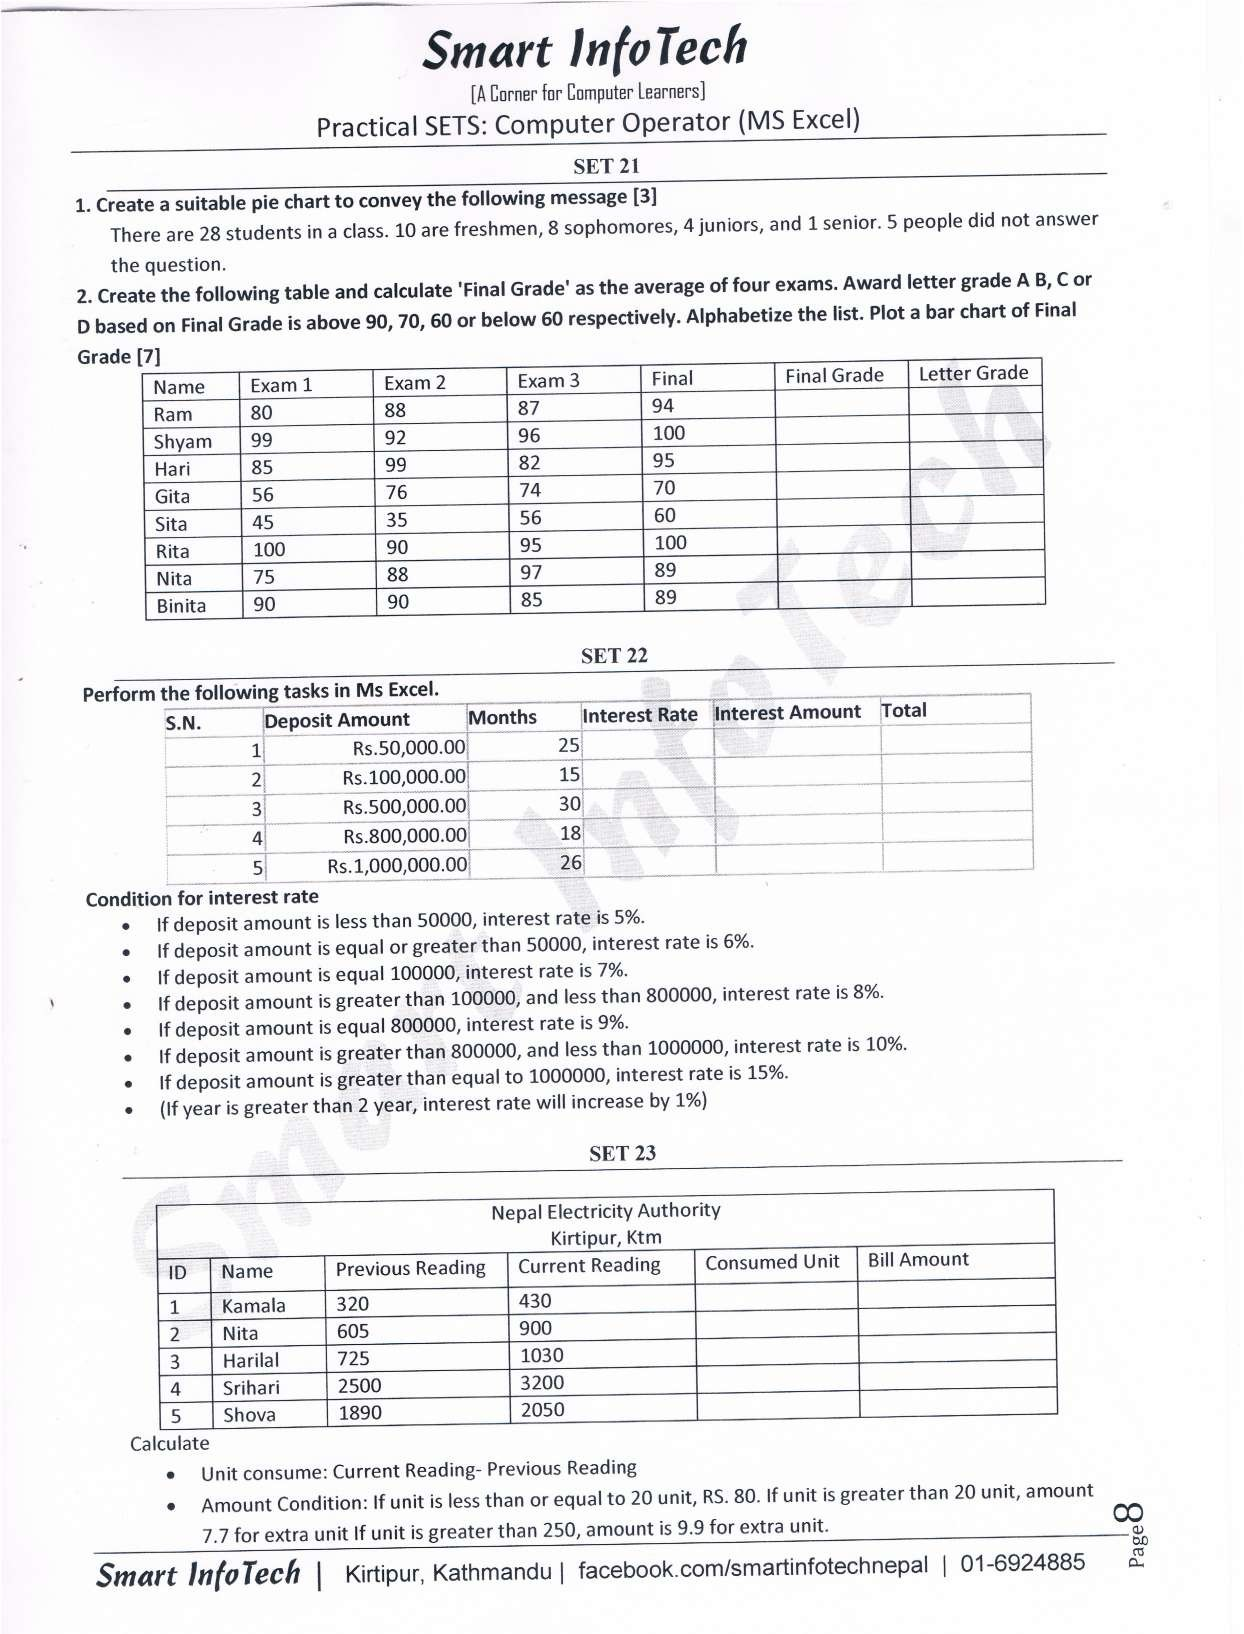 Smart InfoTech
[A Corner for Computer Learners]
Practical SETS: Computer Operator (MS Excel)
SET 21
1. Create a suitable pie chart to convey the following message [3]
There are 28 students in a class. 10 are freshmen, 8 sophomores, 4 juniors, and 1 senior. 5 people did not answer
the question.
2. Create the following table and calculate 'Final Grade' as the average of four exams. Award letter grade A B, C or
D based on Final Grade is above 90, 70, 60 or below 60 respectively. Alphabetize the list. Plot a bar chart of Final
Grade [7]
Name Exam 1 Exam 2 Exam 3 Final Final Grade Letter Grade
Ram 80 88 87 94
Shyam 99 92 96 100
Hari 85 99 82 95
Gita 56 76 74 70
Sita 45 35 56 60
Rita 100 90 95 100
Nita 75 88 97 89
Binita 90 90 85 89
SET 22
Perform the following tasks in Ms Excel.
S.N. Deposit Amount Months Interest Rate Interest Amount Total
1 Rs.50,000.00 25
2 Rs.100,000.00 15
3 Rs.500,000.00 30
4 Rs.800,000.00 18
5 Rs.1,000,000.00 26
Condition for interest rate
• If deposit amount is less than 50000, interest rate is 5%.
• If deposit amount is equal or greater than 50000, interest rate is 6%.
• If deposit amount is equal 100000, interest rate is 7%.
• If deposit amount is greater than 100000, and less than 800000, interest rate is 8%.
• If deposit amount is equal 800000, interest rate is 9%.
• If deposit amount is greater than 800000, and less than 1000000, interest rate is 10%.
• If deposit amount is greater than equal to 1000000, interest rate is 15%.
• (If year is greater than 2 year, interest rate will increase by 1%)
SET 23
Nepal Electricity Authority
Kirtipur, Ktm
ID Name Previous Reading Current Reading Consumed Unit Bill Amount
1 Kamala 320 430
2 Nita 605 900
3 Harilal 725 1030
4 Srihari 2500 3200
5 Shova 1890 2050
Calculate
• Unit consume: Current Reading- Previous Reading
• Amount Condition: If unit is less than or equal to 20 unit, RS. 80. If unit is greater than 20 unit, amount
7.7 for extra unit If unit is greater than 250, amount is 9.9 for extra unit.
Page 8
Smart InfoTech | Kirtipur, Kathmandu | facebook.com/smartinfotechnepal | 01-6924885
Smart InfoTech